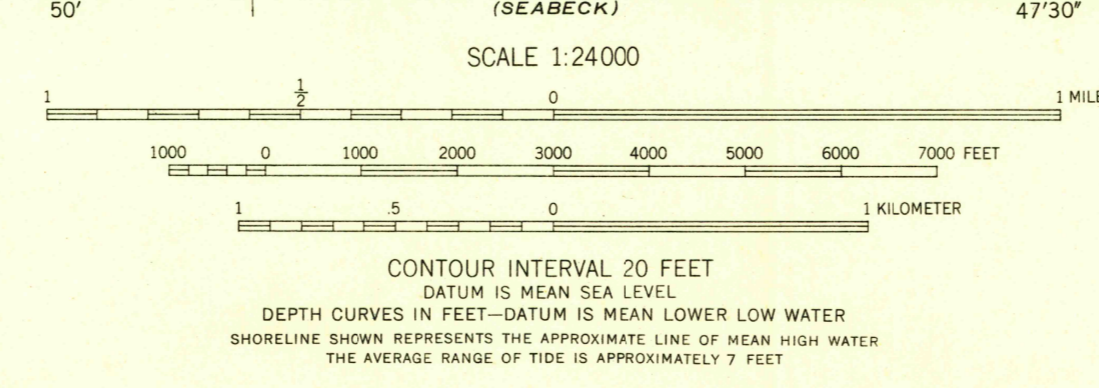 50' (SEABECK) 47'30"
SCALE 1:24000
1 1/2 0 1 MILE
1000 0 1000 2000 3000 4000 5000 6000 7000 FEET
1 .5 0 1 KILOMETER
CONTOUR INTERVAL 20 FEET
DATUM IS MEAN SEA LEVEL
DEPTH CURVES IN FEET—DATUM IS MEAN LOWER LOW WATER
SHORELINE SHOWN REPRESENTS THE APPROXIMATE LINE OF MEAN HIGH WATER
THE AVERAGE RANGE OF TIDE IS APPROXIMATELY 7 FEET